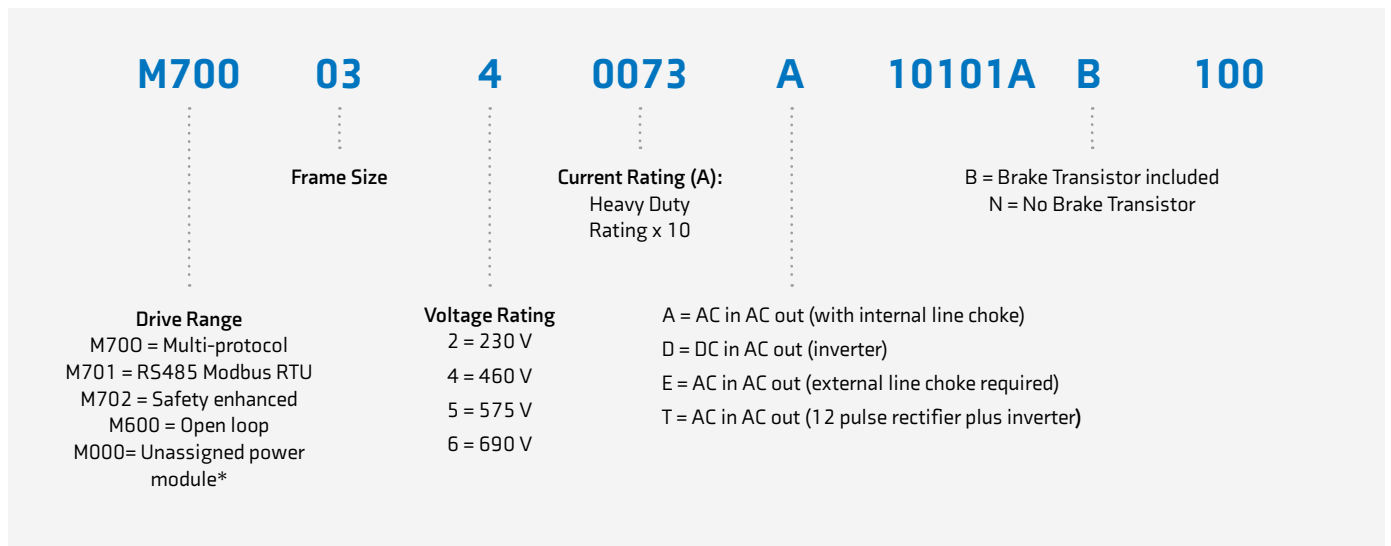 M700 03 4 0073 A 10101A B 100
Frame Size
Current Rating (A):
Heavy Duty
Rating x 10
B = Brake Transistor included
N = No Brake Transistor
Drive Range
M700 = Multi-protocol
M701 = RS485 Modbus RTU
M702 = Safety enhanced
M600 = Open loop
M000= Unassigned power
module*
Voltage Rating
2 = 230 V
4 = 460 V
5 = 575 V
6 = 690 V
A = AC in AC out (with internal line choke)
D = DC in AC out (inverter)
E = AC in AC out (external line choke required)
T = AC in AC out (12 pulse rectifier plus inverter)